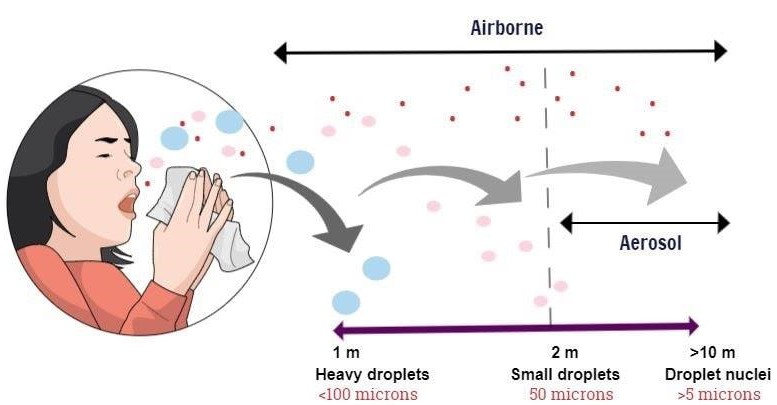 Airborne
Aerosol
1 m
Heavy droplets
<100 microns
2 m
Small droplets
50 microns
>10 m
Droplet nuclei
>5 microns